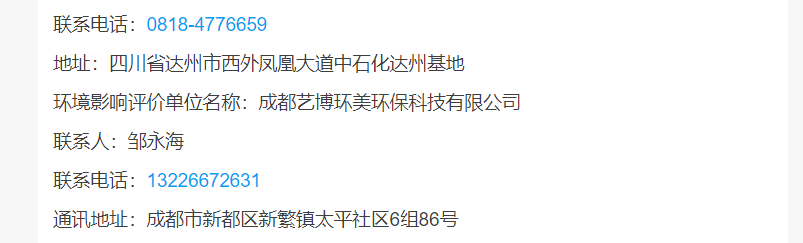 联系电话：0818-4776659
地址：四川省达州市西外凤凰大道中石化达州基地
环境影响评价单位名称：成都艺博环美环保科技有限公司
联系人：邹永海
联系电话：13226672631
通讯地址：成都市新都区新繁镇太平社区6组86号